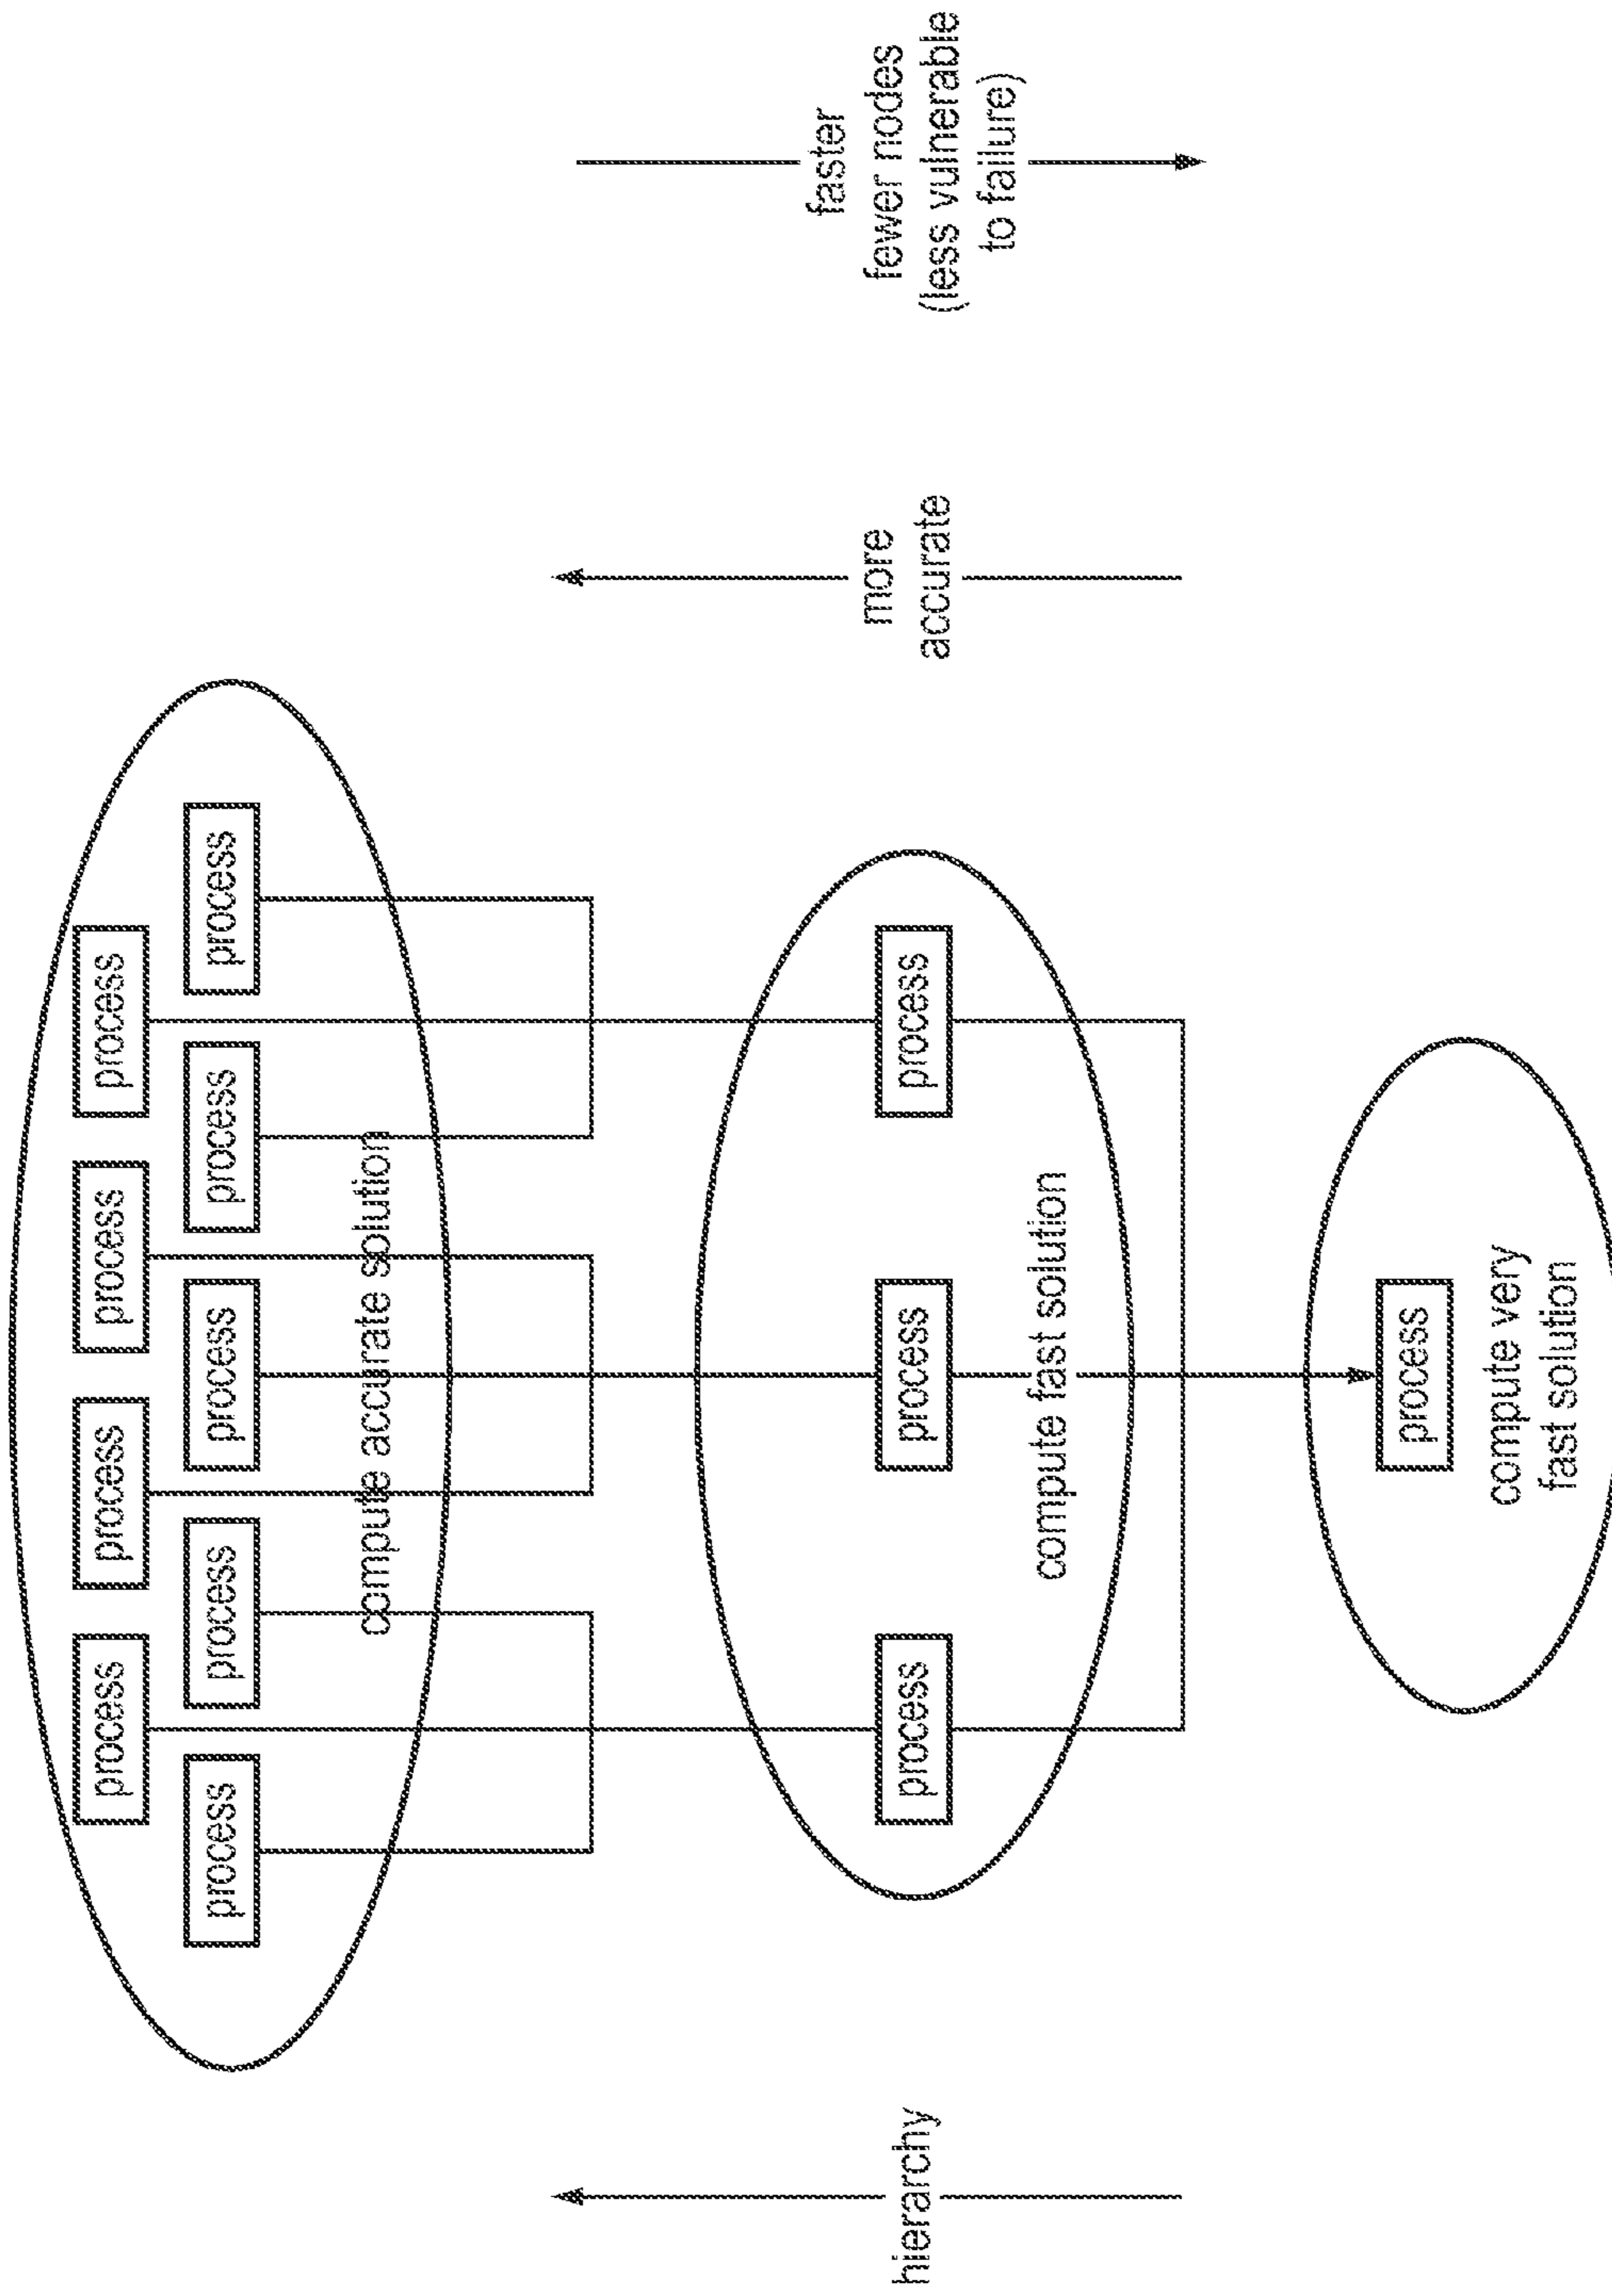 process
process
process
process
process
process
process
process
process
compute accurate solution
hierarchy
process
process
process
compute fast solution
more
accurate
faster
fewer nodes
(less vulnerable
to failure)
process
compute very
fast solution